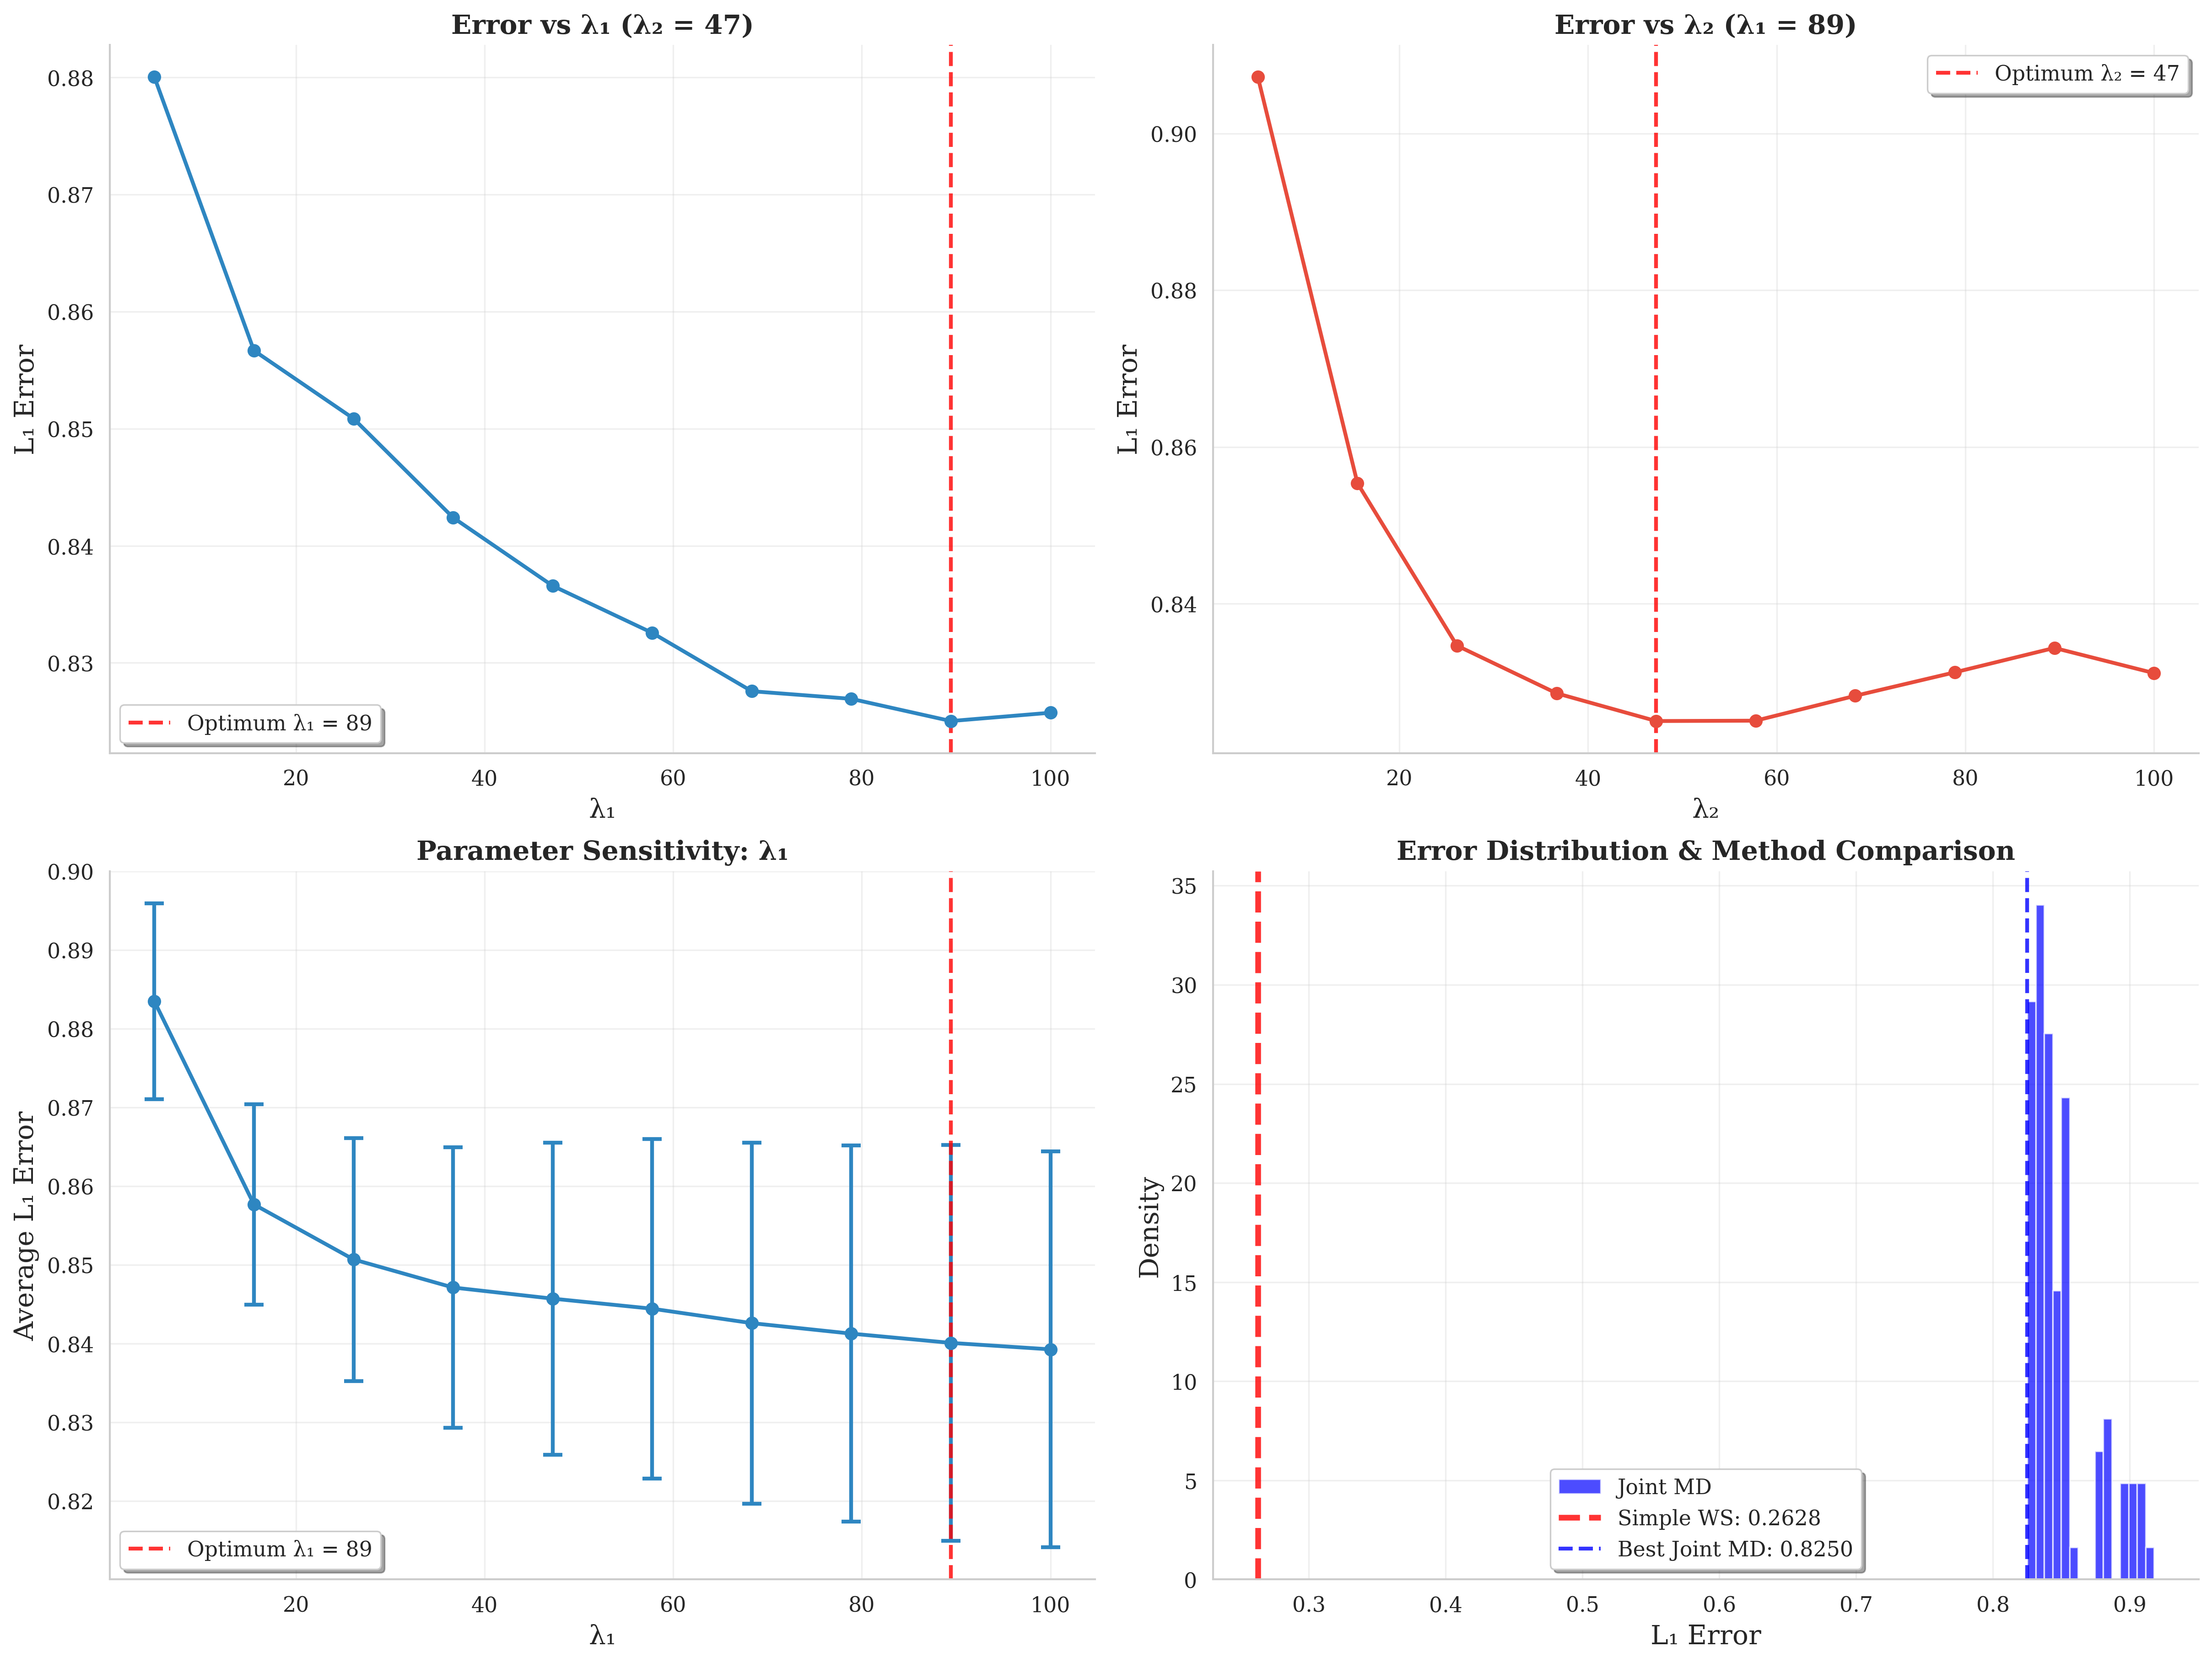 Error vs λ₁ (λ₂ = 47)
L₁ Error
0.88
0.87
0.86
0.85
0.84
0.83
Optimum λ₁ = 89
20 40 60 80 100
λ₁
Error vs λ₂ (λ₁ = 89)
L₁ Error
0.90
0.88
0.86
0.84
Optimum λ₂ = 47
20 40 60 80 100
λ₂
Parameter Sensitivity: λ₁
Average L₁ Error
0.90
0.89
0.88
0.87
0.86
0.85
0.84
0.83
0.82
Optimum λ₁ = 89
20 40 60 80 100
λ₁
Error Distribution & Method Comparison
Density
35
30
25
20
15
10
5
0
Joint MD
Simple WS: 0.2628
Best Joint MD: 0.8250
0.3 0.4 0.5 0.6 0.7 0.8 0.9
L₁ Error